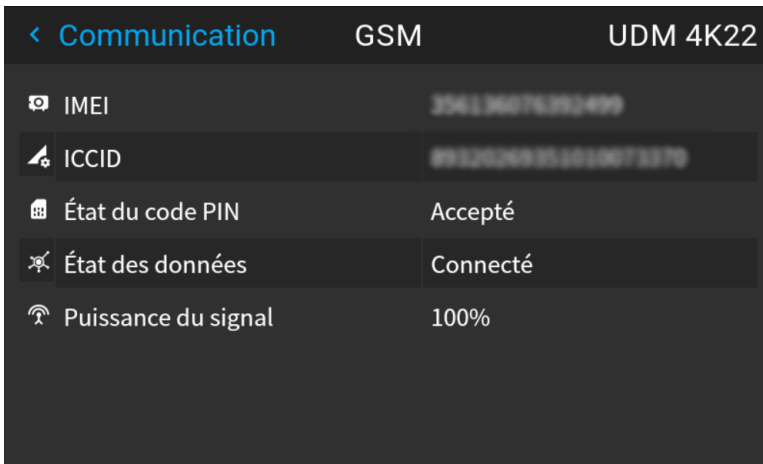 Communication GSM UDM 4K22
IMEI
ICCID
État du code PIN Accepté
État des données Connecté
Puissance du signal 100%